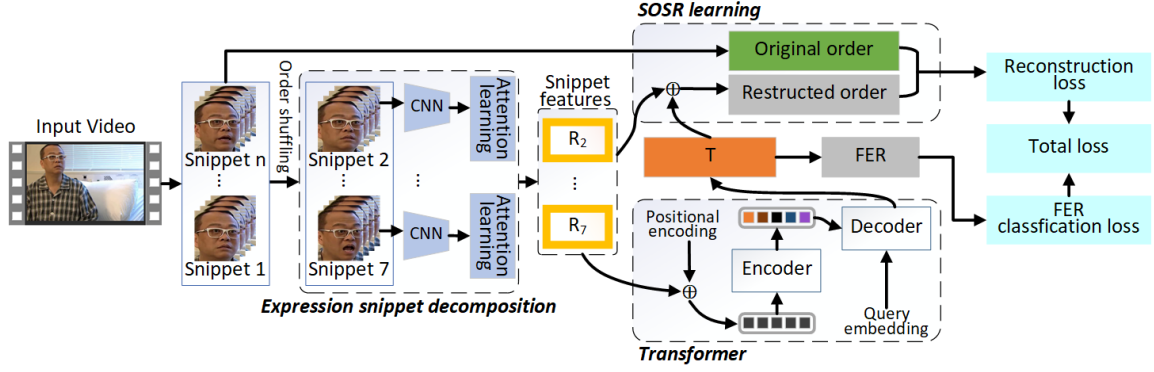 SOSR learning
Original order
Restructed order
Reconstruction
loss
Input Video
Order shuffling
Snippet n
...
Snippet 1
Snippet 2
...
Snippet 7
CNN
...
CNN
Attention
learning
Attention
learning
Snippet
features
R2
...
R7
Expression snippet decomposition
T
FER
Total loss
FER
classfication loss
Positional
encoding
Encoder
Decoder
Query
embedding
Transformer